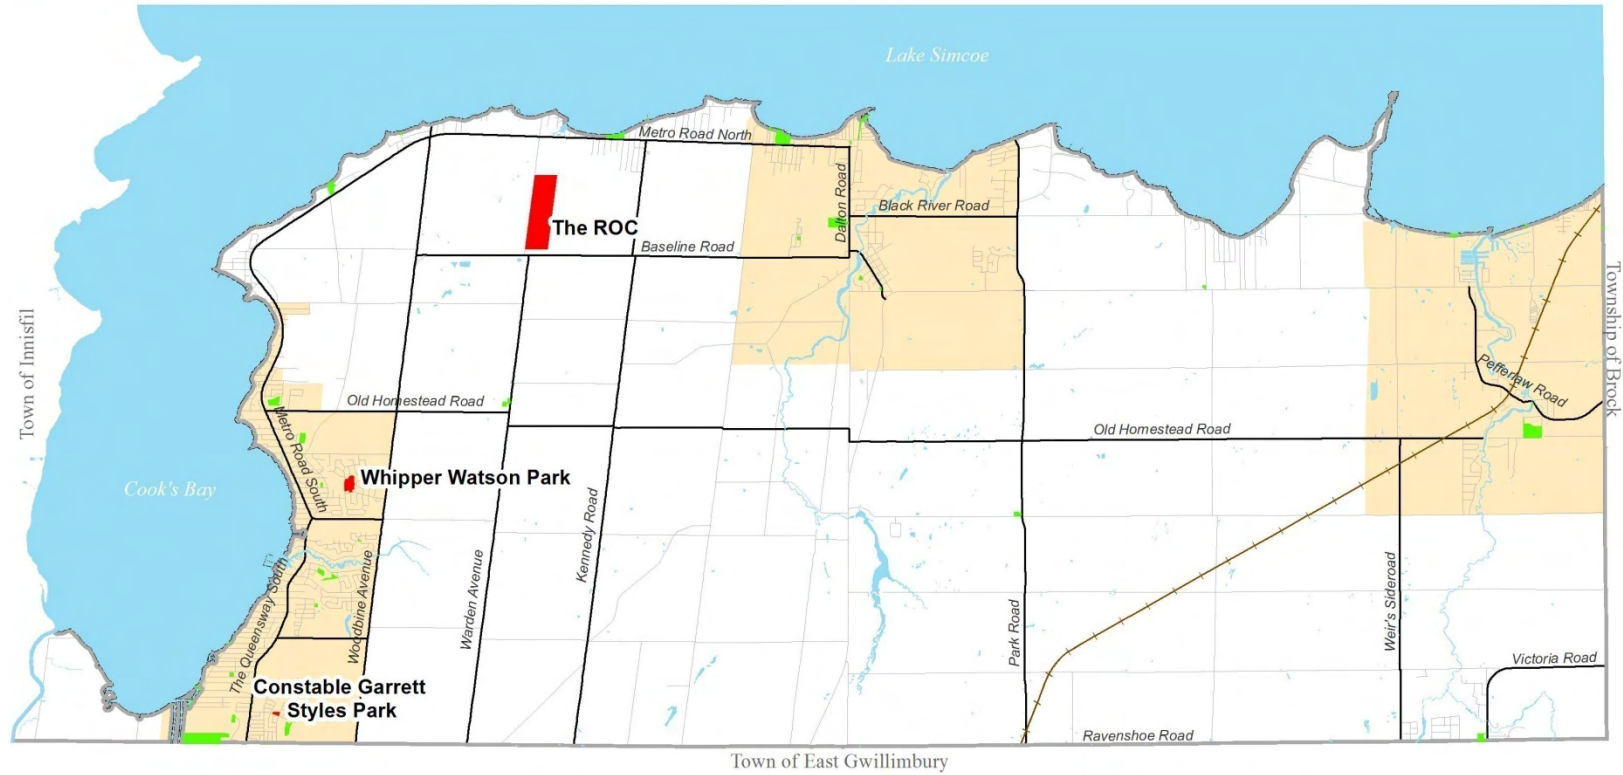 Lake Simcoe
Metro Road North
Dalton Road
Black River Road
The ROC
Baseline Road
Town of Innisfil
Township of Brock
Pefferlaw Road
Old Homestead Road
Metro Road South
Old Homestead Road
Whipper Watson Park
Cook's Bay
The Queensway South
Woodbine Avenue
Warden Avenue
Kennedy Road
Park Road
Weir's Sideroad
Victoria Road
Constable Garrett
Styles Park
Ravenshoe Road
Town of East Gwillimbury